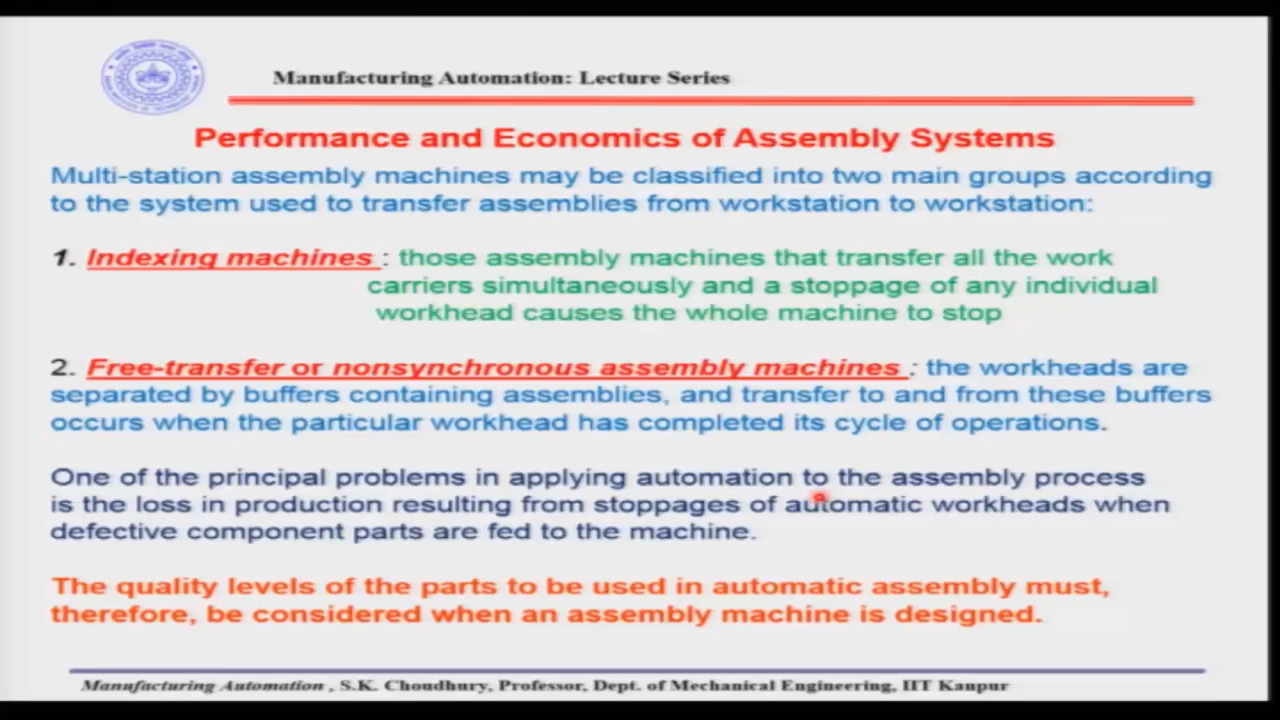 Manufacturing Automation: Lecture Series
Performance and Economics of Assembly Systems
Multi-station assembly machines may be classified into two main groups according
to the system used to transfer assemblies from workstation to workstation:
1. Indexing machines : those assembly machines that transfer all the work
carriers simultaneously and a stoppage of any individual
workhead causes the whole machine to stop
2. Free-transfer or nonsynchronous assembly machines : the workheads are
separated by buffers containing assemblies, and transfer to and from these buffers
occurs when the particular workhead has completed its cycle of operations.
One of the principal problems in applying automation to the assembly process
is the loss in production resulting from stoppages of automatic workheads when
defective component parts are fed to the machine.
The quality levels of the parts to be used in automatic assembly must,
therefore, be considered when an assembly machine is designed.
Manufacturing Automation , S.K. Choudhury, Professor, Dept. of Mechanical Engineering, IIT Kanpur